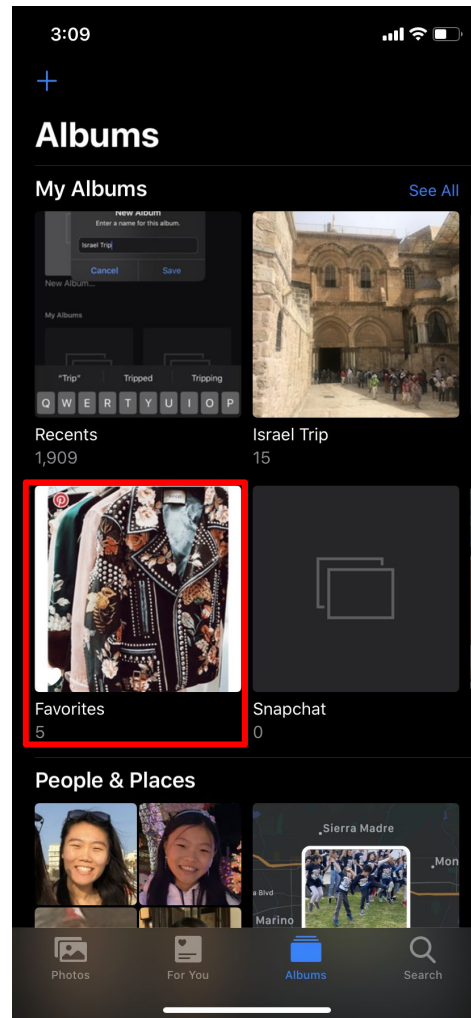 3:09
Albums
My Albums
See All
New Album
Enter a name for this album.
Israel Trip
Cancel
Save
New Album...
My Albums
"Trip"
Tripped
Tripping
Q W E R T Y U I O P
Recents
Israel Trip
1,909
15
Favorites
Snapchat
5
0
People & Places
Sierra Madre
Mon
a Blvd
Marino
Photos
For You
Albums
Search